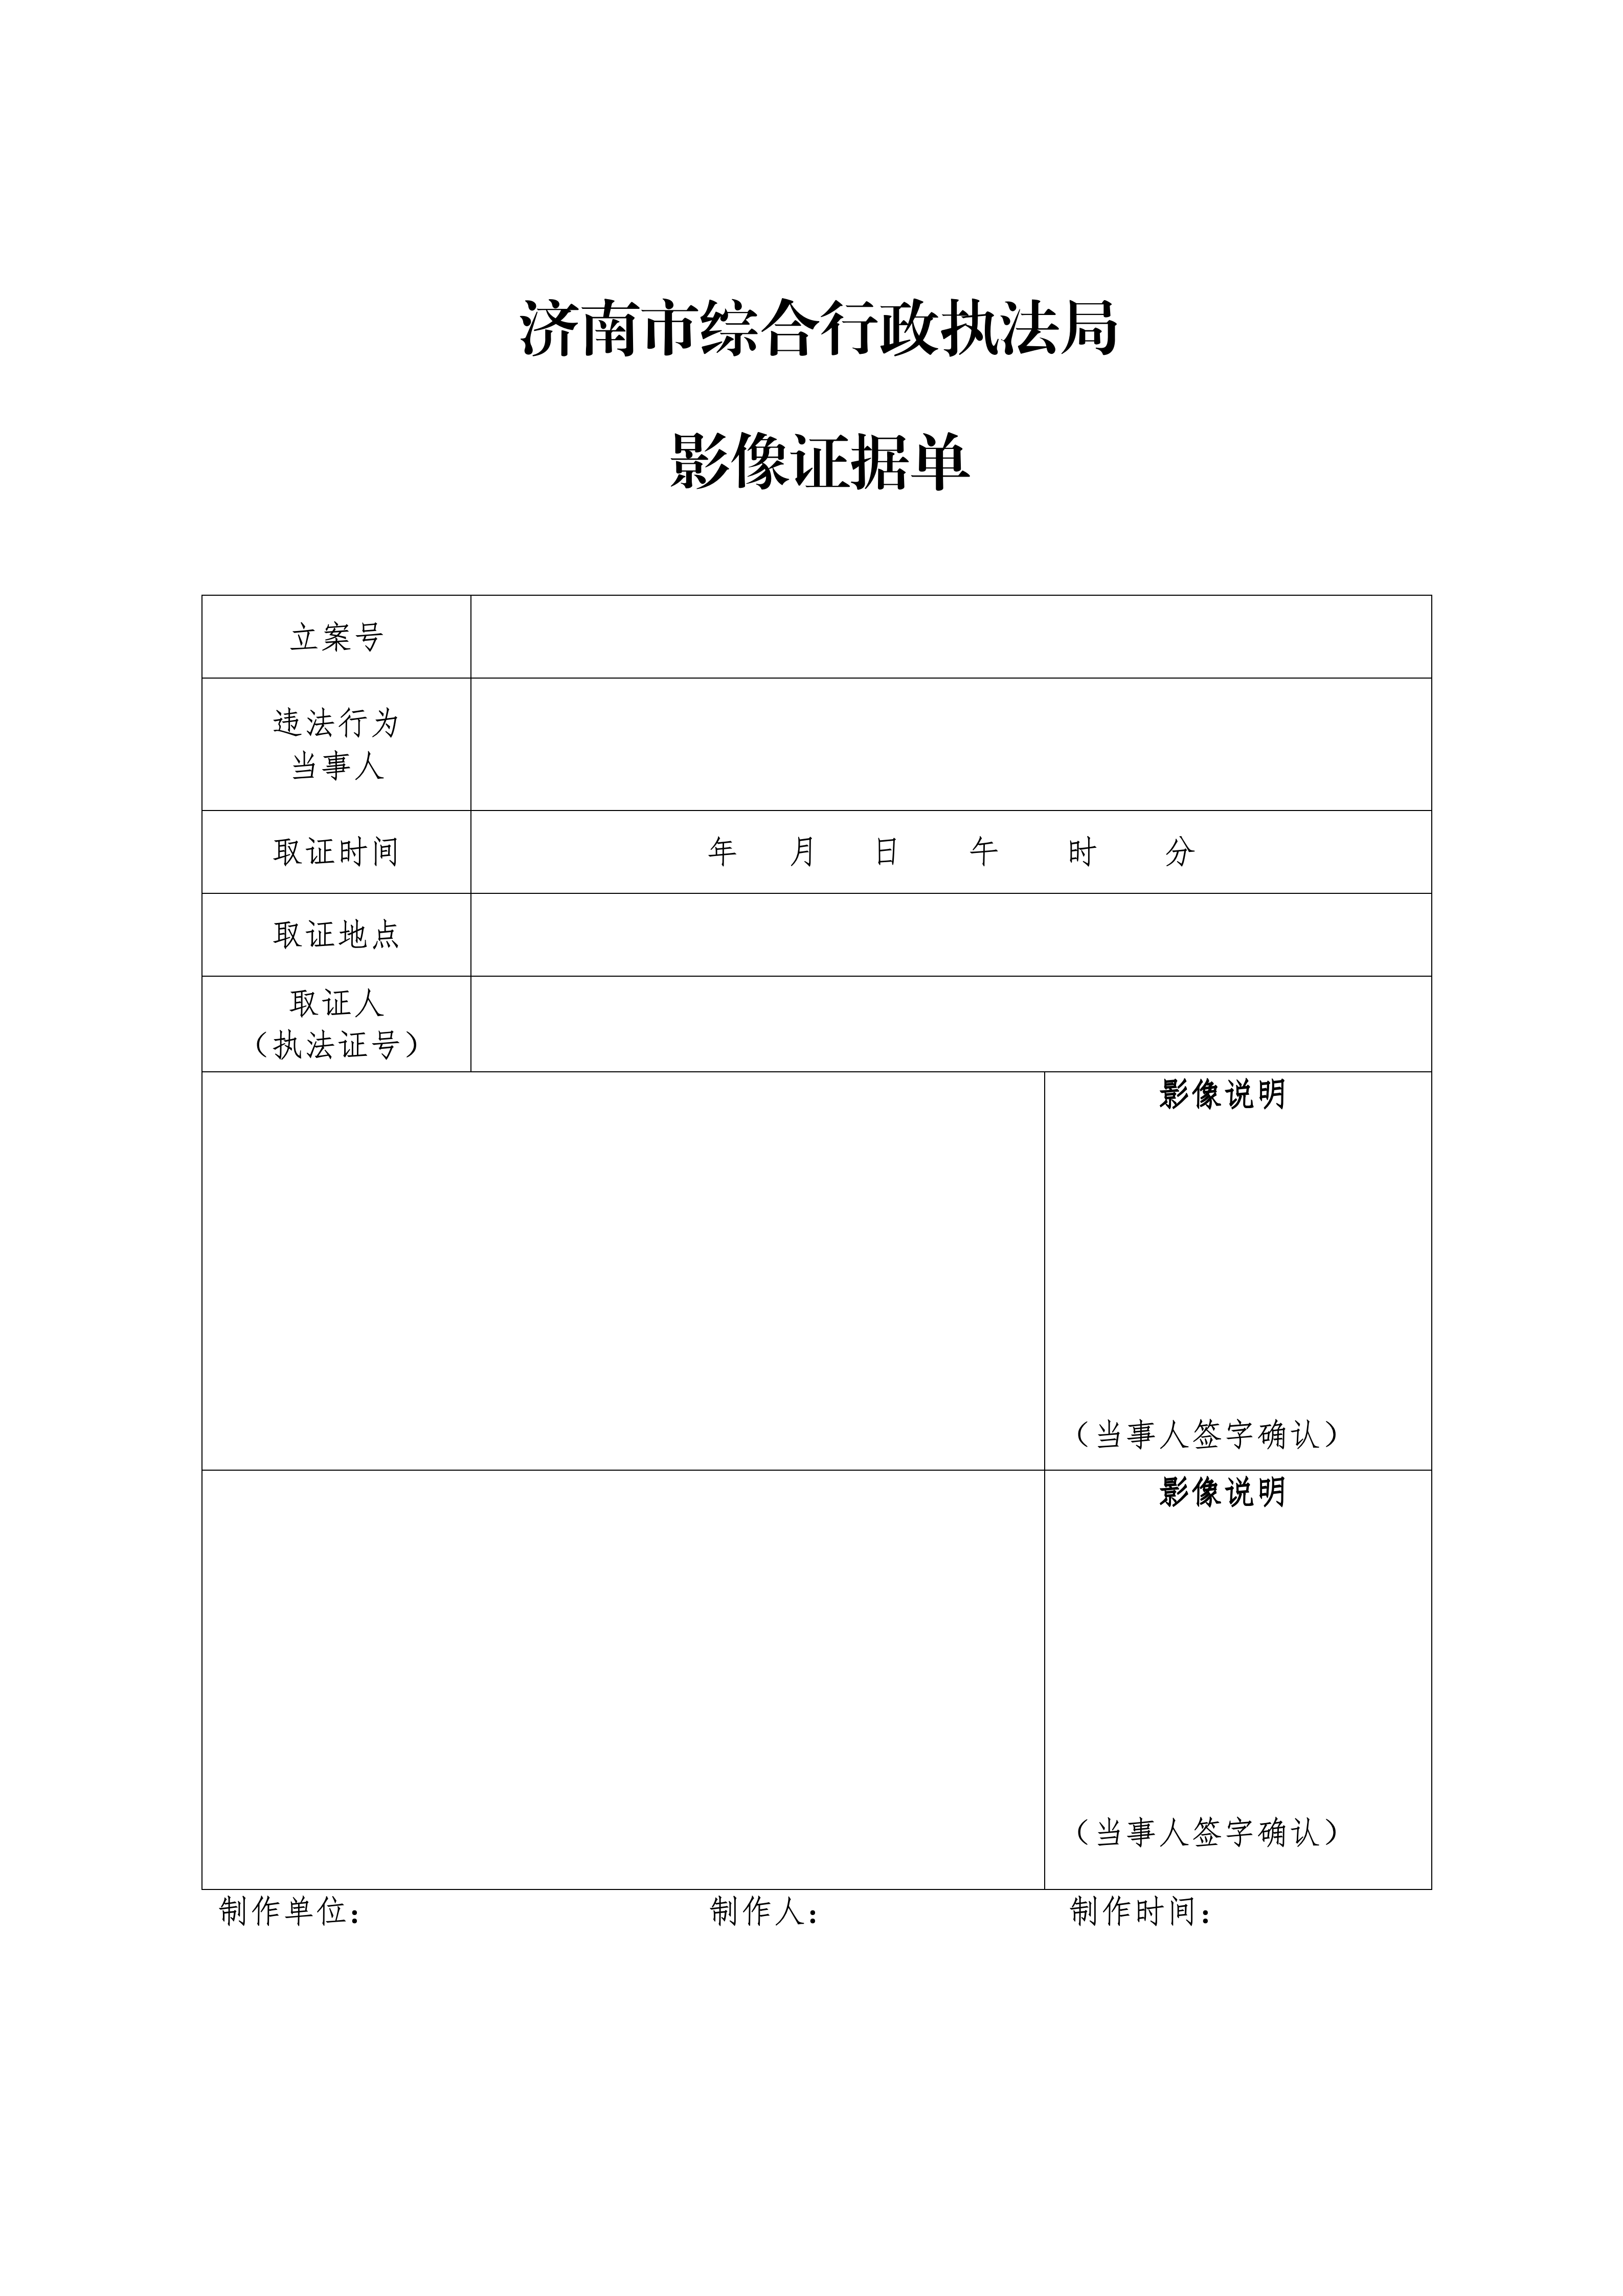 济南市综合行政执法局
影像证据单
立案号
违法行为
当事人
取证时间
年 月 日 午 时 分
取证地点
取证人
（执法证号）
影像说明
（当事人签字确认）
影像说明
（当事人签字确认）
制作单位： 制作人： 制作时间：